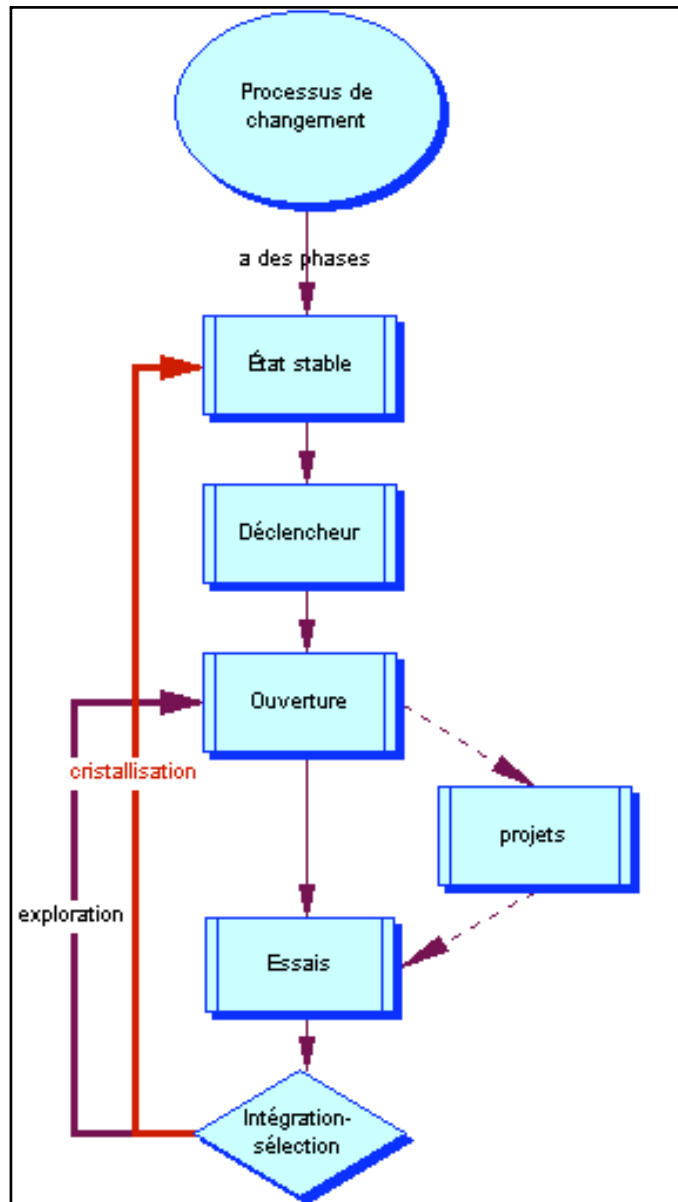 Processus de
changement
a des phases
État stable
Déclencheur
Ouverture
cristallisation
projets
exploration
Essais
Intégration-
sélection